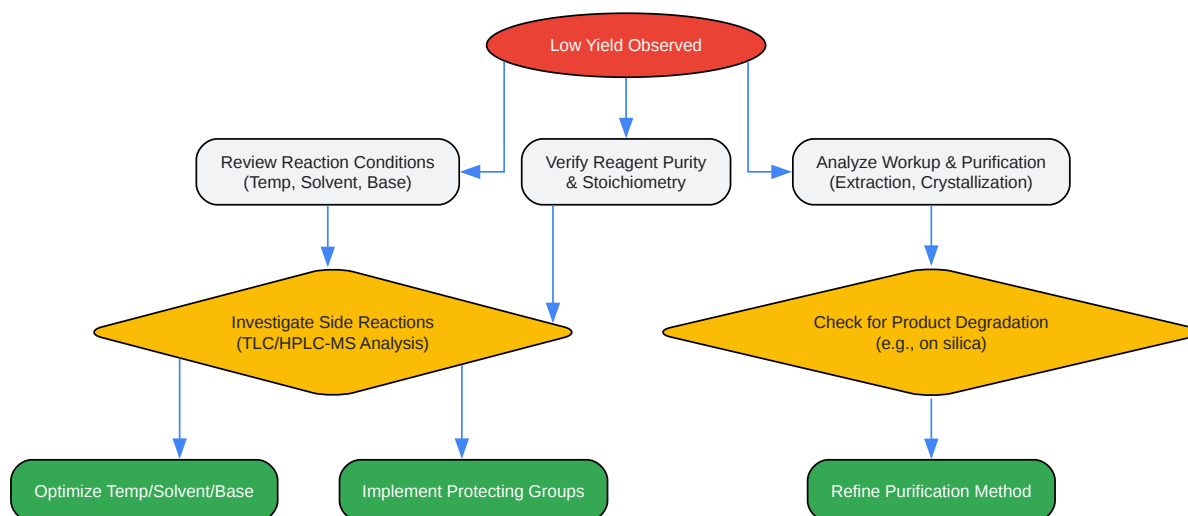 Low Yield Observed
Review Reaction Conditions
(Temp, Solvent, Base)
Verify Reagent Purity
& Stoichiometry
Analyze Workup & Purification
(Extraction, Crystallization)
Investigate Side Reactions
(TLC/HPLC-MS Analysis)
Check for Product Degradation
(e.g., on silica)
Optimize Temp/Solvent/Base
Implement Protecting Groups
Refine Purification Method